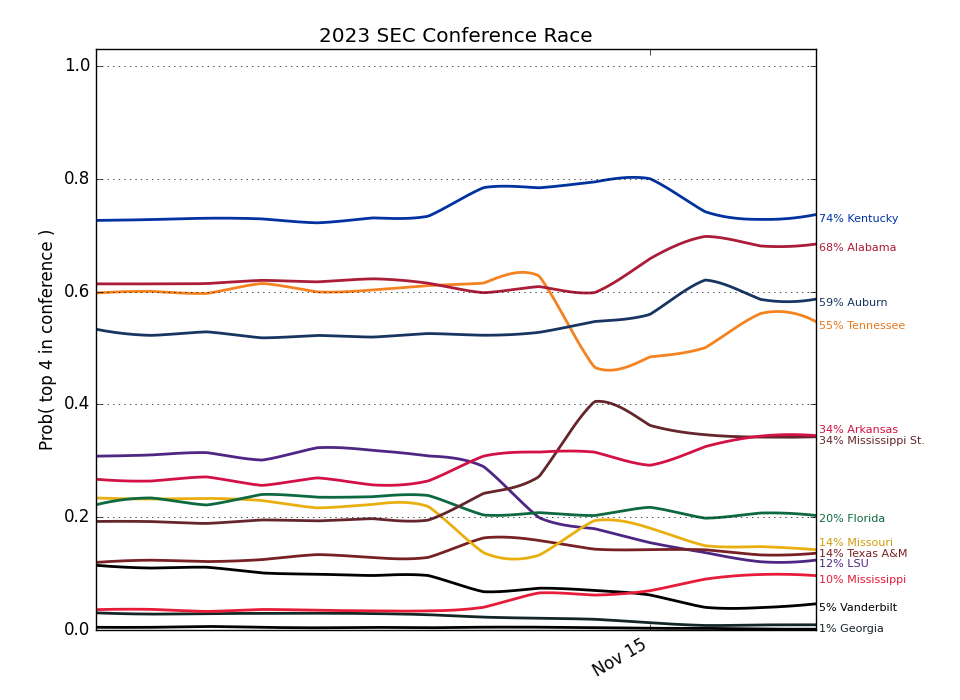 2023 SEC Conference Race
Prob( top 4 in conference )
1.0
0.8
0.6
0.4
0.2
0.0
Nov 15
74% Kentucky
68% Alabama
59% Auburn
55% Tennessee
34% Arkansas
34% Mississippi St.
20% Florida
14% Missouri
14% Texas A&M
12% LSU
10% Mississippi
5% Vanderbilt
1% Georgia